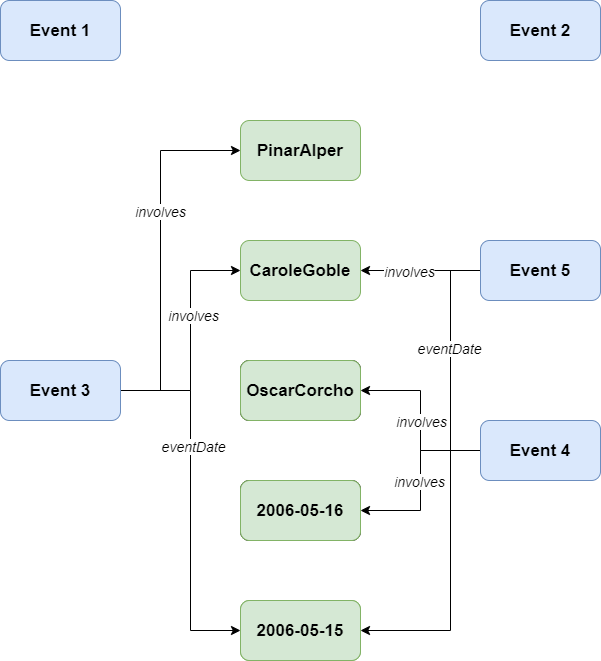 Event 1
Event 2
PinarAlper
involves
CaroleGoble
involves
Event 5
involves
eventDate
Event 3
OscarCorcho
involves
eventDate
Event 4
involves
2006-05-16
2006-05-15